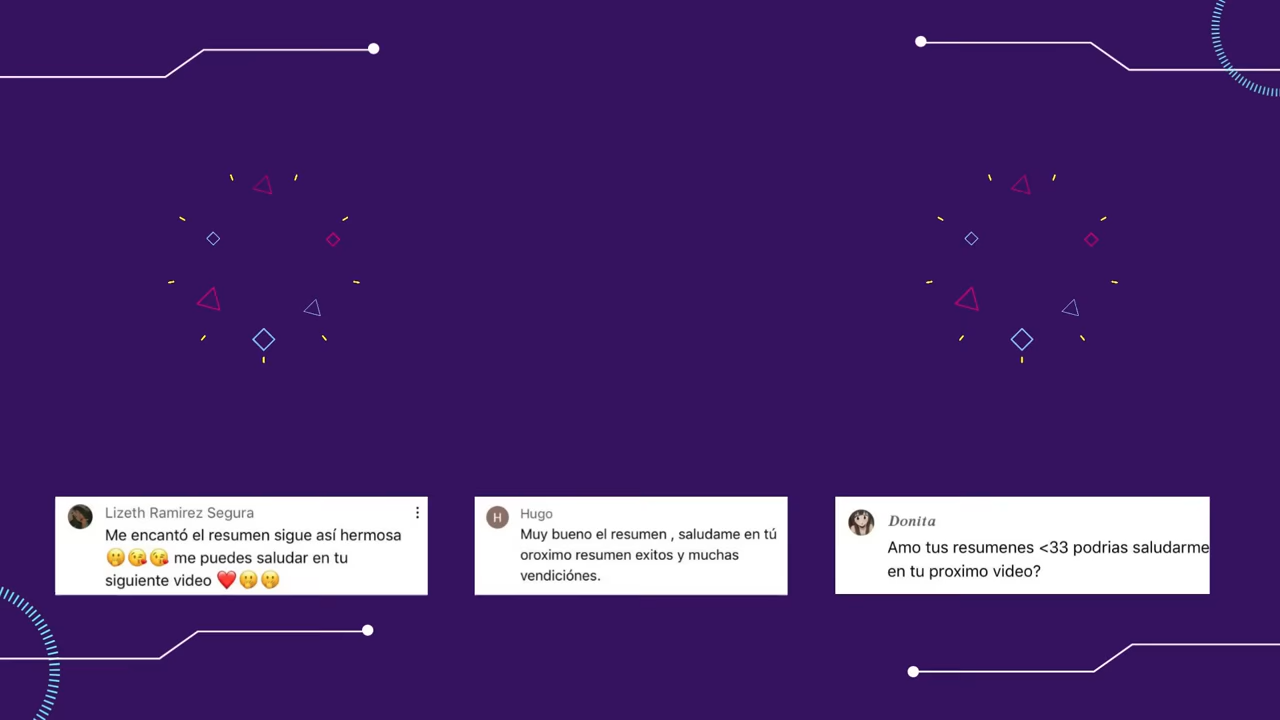 Lizeth Ramirez Segura
Me encantó el resumen sigue así hermosa
🤭😘😘 me puedes saludar en tu
siguiente video ❤️🤭🤭
H
Hugo
Muy bueno el resumen , saludame en tú
oroximo resumen exitos y muchas
vendiciónes.
Donita
Amo tus resumenes <33 podrias saludarme
en tu proximo video?